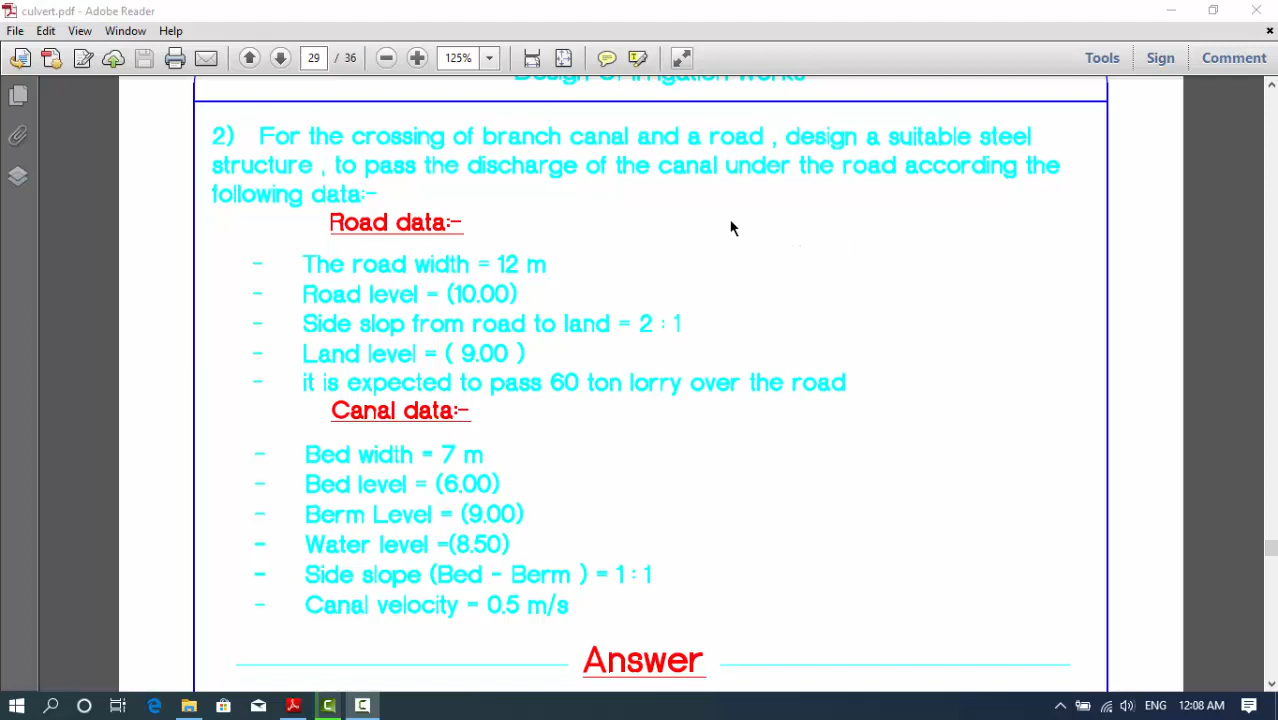 culvert.pdf - Adobe Reader
File Edit View Window Help
29 / 36 125% Tools Sign Comment
Design Of Irrigation Works
2) For the crossing of branch canal and a road , design a suitable steel
structure , to pass the discharge of the canal under the road according the
following data:-
Road data:-
- The road width = 12 m
- Road level = (10.00)
- Side slop from road to land = 2 : 1
- Land level = ( 9.00 )
- it is expected to pass 60 ton lorry over the road
Canal data:-
- Bed width = 7 m
- Bed level = (6.00)
- Berm Level = (9.00)
- Water level =(8.50)
- Side slope (Bed - Berm ) = 1 : 1
- Canal velocity = 0.5 m/s
Answer
ENG 12:08 AM